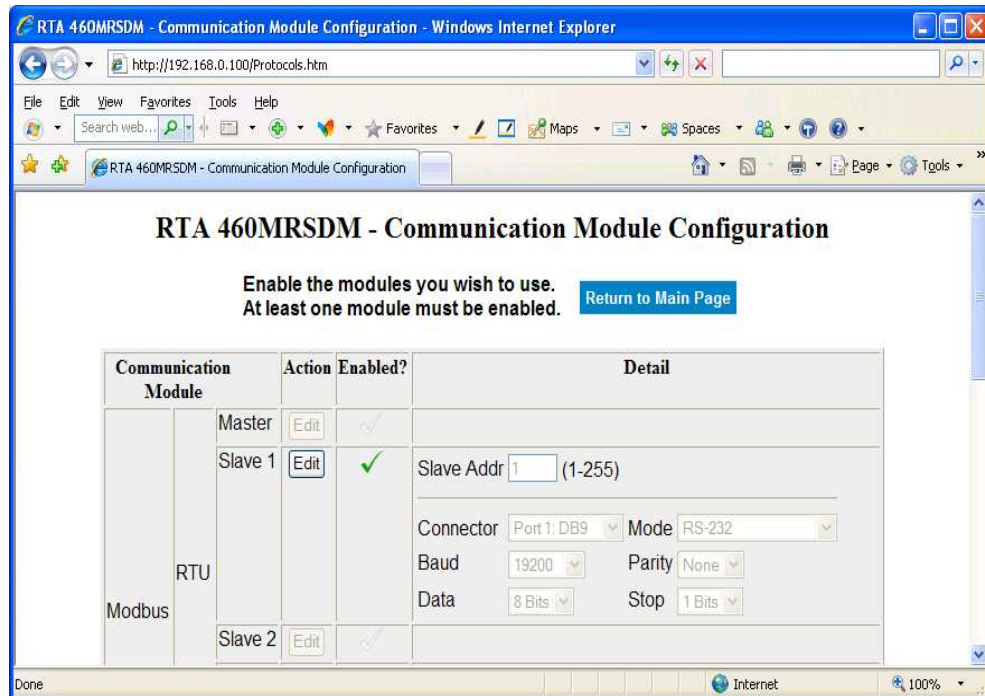 RTA 460MRSDM - Communication Module Configuration - Windows Internet Explorer
http://192.168.0.100/Protocols.htm
File Edit View Favorites Tools Help
Search web... Favorites Maps Spaces
RTA 460MRSDM - Communication Module Configuration Page Tools »
RTA 460MRSDM - Communication Module Configuration
Enable the modules you wish to use.
At least one module must be enabled.
Return to Main Page
Communication Module Action Enabled? Detail
Modbus
RTU
Master Edit
Slave 1 Edit Slave Addr 1 (1-255)
Connector Port 1: DB9 Mode RS-232
Baud 19200 Parity None
Data 8 Bits Stop 1 Bits
Slave 2 Edit
Done Internet 100%